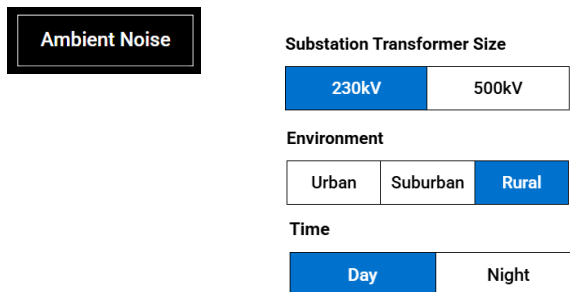 Ambient Noise
Substation Transformer Size
230kV 500kV
Environment
Urban Suburban Rural
Time
Day Night